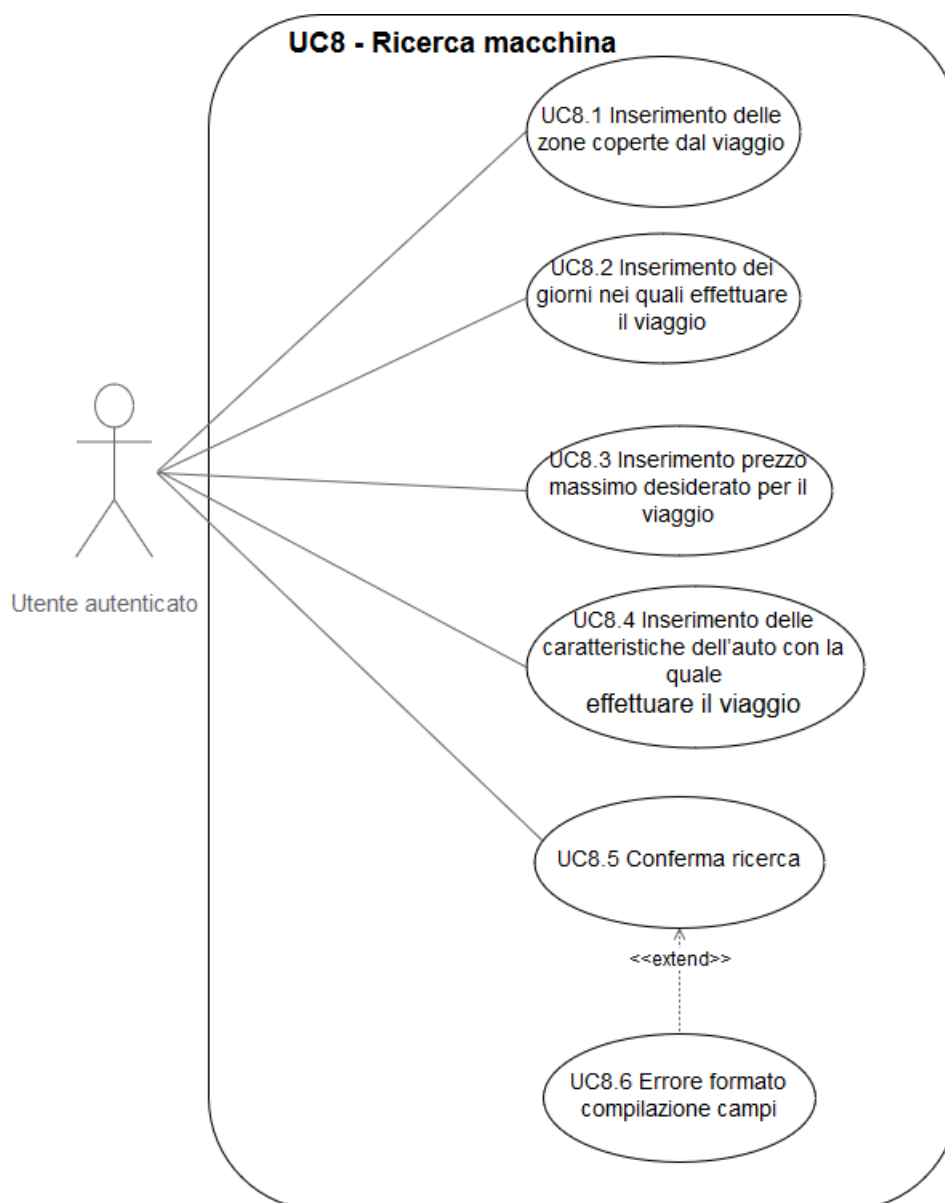 UC8 - Ricerca macchina
UC8.1 Inserimento delle
zone coperte dal viaggio
UC8.2 Inserimento dei
giorni nei quali effettuare
il viaggio
UC8.3 Inserimento prezzo
massimo desiderato per il
viaggio
Utente autenticato
UC8.4 Inserimento delle
caratteristiche dell'auto con la
quale
effettuare il viaggio
UC8.5 Conferma ricerca
<<extend>>
UC8.6 Errore formato
compilazione campi